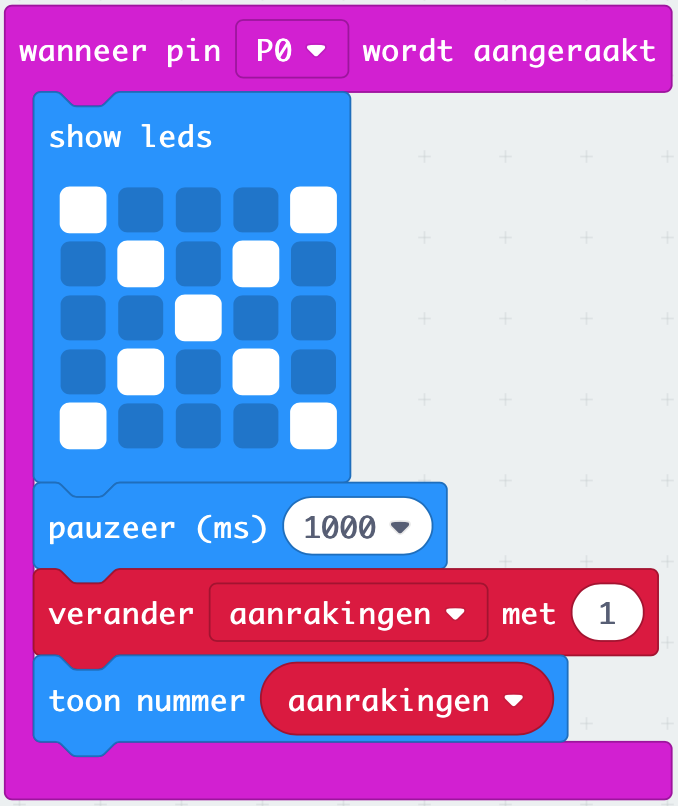 wanneer pin P0 wordt aangeraakt
show leds
pauzeer (ms) 1000
verander aanrakingen met 1
toon nummer aanrakingen